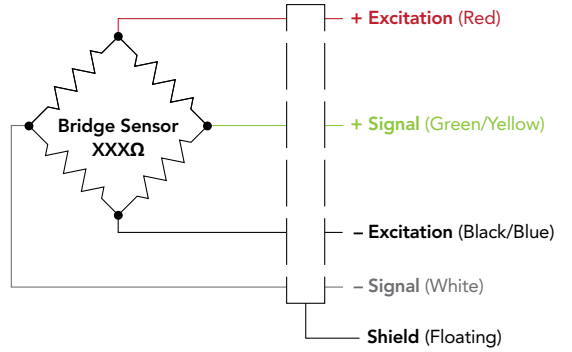 + Excitation (Red)
+ Signal (Green/Yellow)
Bridge Sensor
XXXΩ
– Excitation (Black/Blue)
– Signal (White)
Shield (Floating)